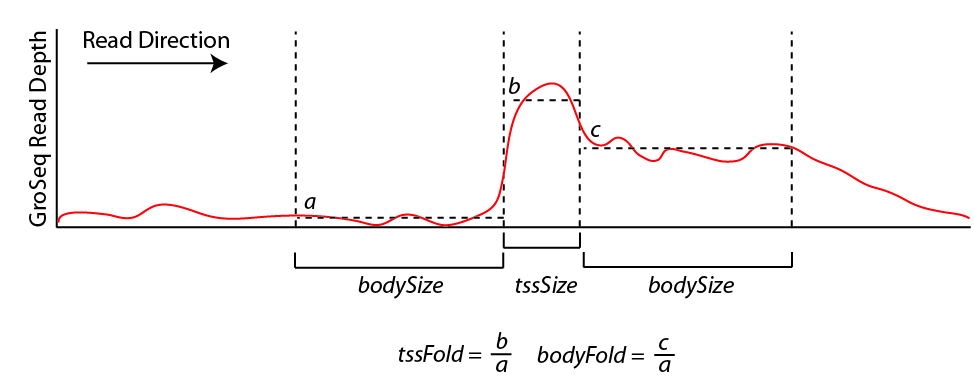 Read Direction
GroSeq Read Depth
a
b
c
bodySize
tssSize
bodySize
tssFold = b/a
bodyFold = c/a